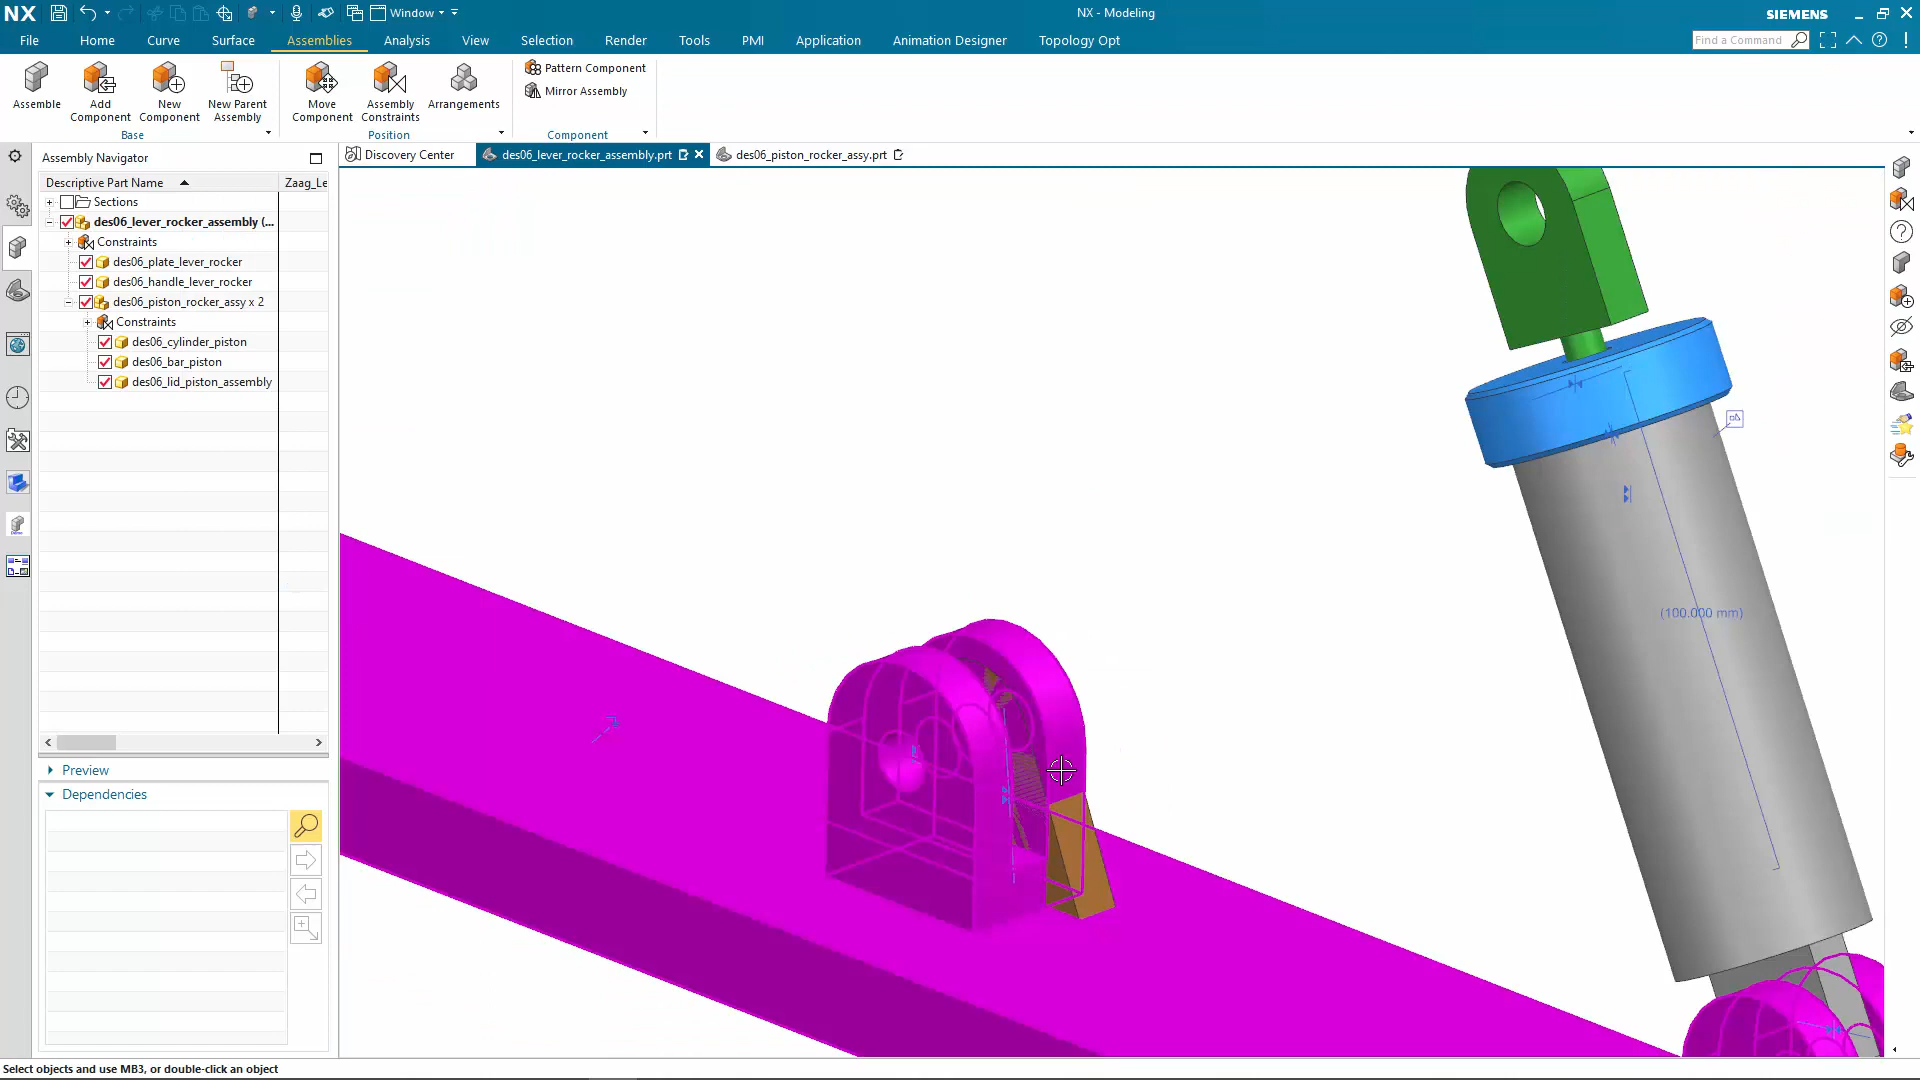 NX
Window
NX - Modeling
SIEMENS
File
Home
Curve
Surface
Assemblies
Analysis
View
Selection
Render
Tools
PMI
Application
Animation Designer
Topology Opt
Find a Command
Assemble
Add Component
New Component
New Parent Assembly
Base
Move Component
Assembly Constraints
Arrangements
Position
Pattern Component
Mirror Assembly
Component
Assembly Navigator
Discovery Center
des06_lever_rocker_assembly.prt
des06_piston_rocker_assy.prt
Descriptive Part Name
Zaag_Le
Sections
des06_lever_rocker_assembly (...
Constraints
des06_plate_lever_rocker
des06_handle_lever_rocker
des06_piston_rocker_assy x 2
Constraints
des06_cylinder_piston
des06_bar_piston
des06_lid_piston_assembly
(100.000 mm)
Preview
Dependencies
Select objects and use MB3, or double-click an object